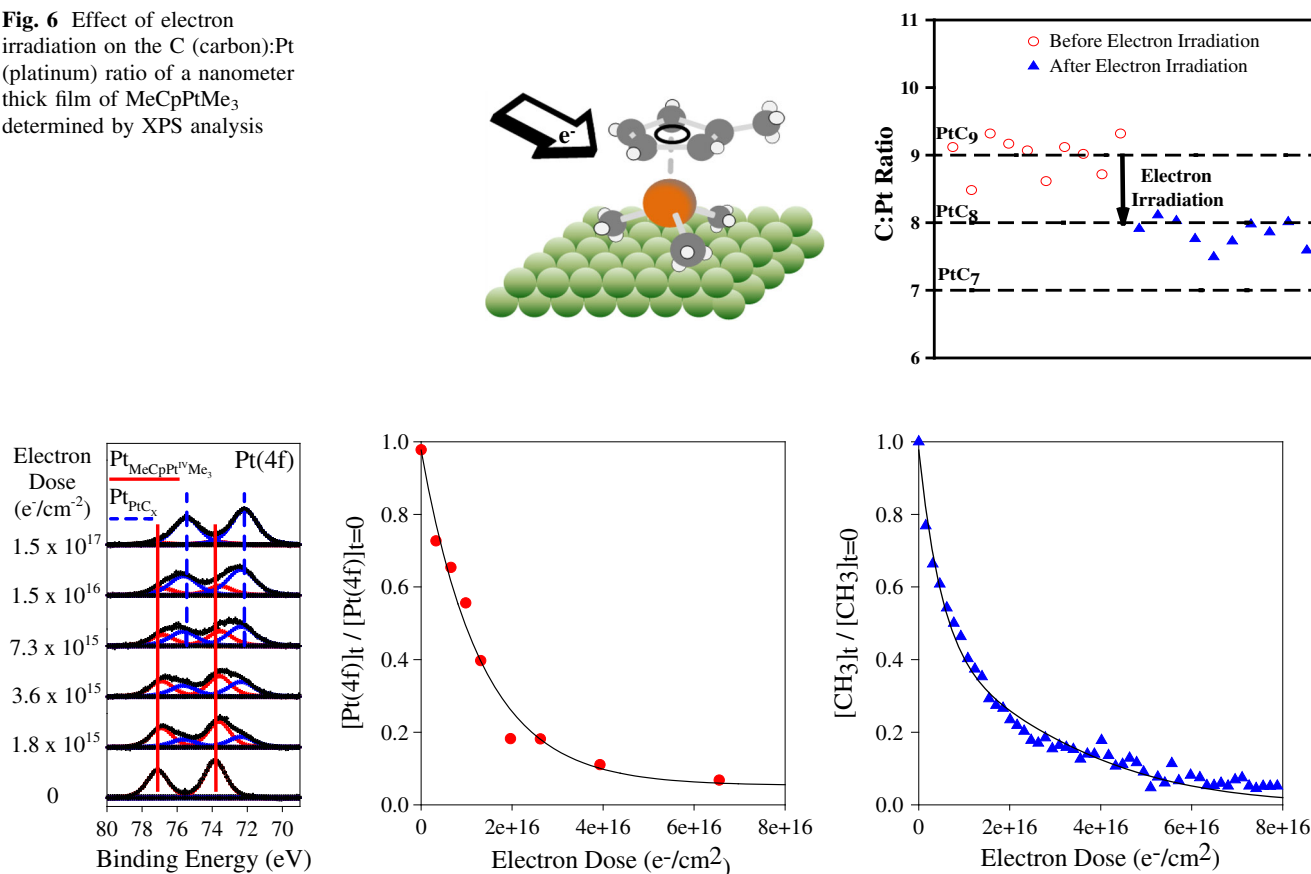 Fig. 6 Effect of electron
irradiation on the C (carbon):Pt
(platinum) ratio of a nanometer
thick film of MeCpPtMe3
determined by XPS analysis
e-
11
10
9
8
7
6
C:Pt Ratio
Before Electron Irradiation
After Electron Irradiation
PtC9
PtC8
PtC7
Electron
Irradiation
Electron
Dose
(e-/cm-2)
1.5 x 10^17
1.5 x 10^16
7.3 x 10^15
3.6 x 10^15
1.8 x 10^15
0
Pt MeCpPt^IV Me3
Pt(4f)
Pt PtCx
80 78 76 74 72 70
Binding Energy (eV)
[Pt(4f)]t / [Pt(4f)]t=0
1.0
0.8
0.6
0.4
0.2
0.0
0 2e+16 4e+16 6e+16 8e+16
Electron Dose (e-/cm2)
[CH3]t / [CH3]t=0
1.0
0.8
0.6
0.4
0.2
0.0
0 2e+16 4e+16 6e+16 8e+16
Electron Dose (e-/cm2)